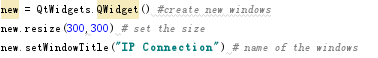 new = QtWidgets.QWidget() #create new windows
new.resize(300,300) # set the size
new.setWindowTitle("IP Connection") # name of the windows